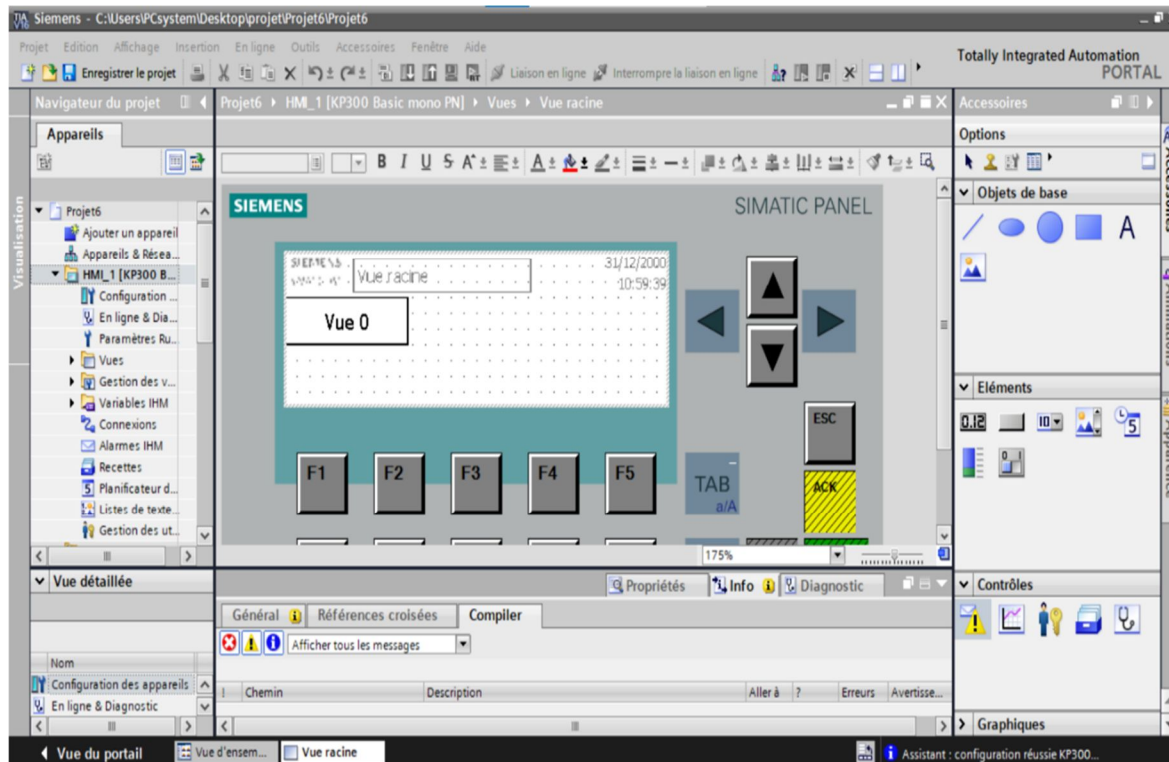 Siemens - C:\Users\PCsystem\Desktop\projet\Projet6\Projet6
Projet Edition Affichage Insertion En ligne Outils Accessoires Fenêtre Aide
Enregistrer le projet Liaison en ligne Interrompre la liaison en ligne
Totally Integrated Automation
PORTAL
Navigateur du projet
Projet6 HMI_1 [KP300 Basic mono PN] Vues Vue racine
Accessoires
Appareils
Options
Visualisation
Projet6
Ajouter un appareil
Appareils & Résea...
HMI_1 [KP300 B...
Configuration ...
En ligne & Dia...
Paramètres Ru...
Vues
Gestion des v...
Variables IHM
Connexions
Alarmes IHM
Recettes
Planificateur d...
Listes de texte...
Gestion des ut...
SIEMENS
SIMATIC PANEL
SIEMENS
Vue racine
31/12/2000
10:59:39
Vue 0
ESC
F1 F2 F3 F4 F5
TAB
a/A
ACK
175%
Objets de base
A
Eléments
0.12
10
5
Contrôles
Graphiques
Vue détaillée
Nom
Configuration des appareils
En ligne & Diagnostic
Propriétés Info Diagnostic
Général Références croisées Compiler
Afficher tous les messages
! Chemin Description Aller à ? Erreurs Avertisse...
Vue du portail Vue d'ensem... Vue racine
Assistant : configuration réussie KP300...